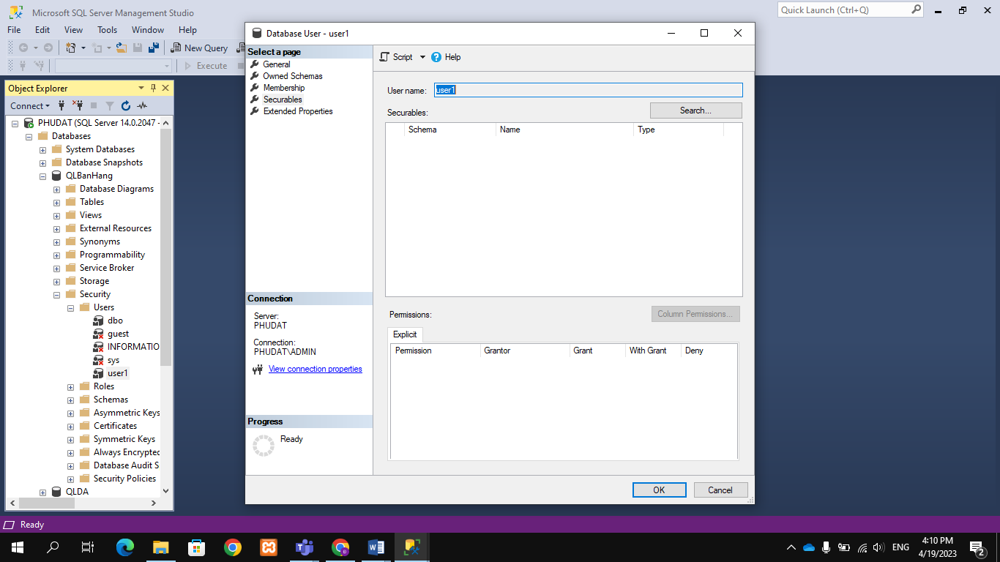 Microsoft SQL Server Management Studio
Quick Launch (Ctrl+Q)
File Edit View Tools Window Help
New Query
Execute
Object Explorer
Connect
PHUDAT (SQL Server 14.0.2047 -
Databases
System Databases
Database Snapshots
QLBanHang
Database Diagrams
Tables
Views
External Resources
Synonyms
Programmability
Service Broker
Storage
Security
Users
dbo
guest
INFORMATIO
sys
user1
Roles
Schemas
Asymmetric Keys
Certificates
Symmetric Keys
Always Encrypted
Database Audit S
Security Policies
QLDA
Database User - user1
Select a page
General
Owned Schemas
Membership
Securables
Extended Properties
Connection
Server:
PHUDAT
Connection:
PHUDAT\ADMIN
View connection properties
Progress
Ready
Script Help
User name: user1
Securables: Search...
Schema Name Type
Permissions: Column Permissions...
Explicit
Permission Grantor Grant With Grant Deny
OK Cancel
Ready
ENG
4:10 PM
4/19/2023
2